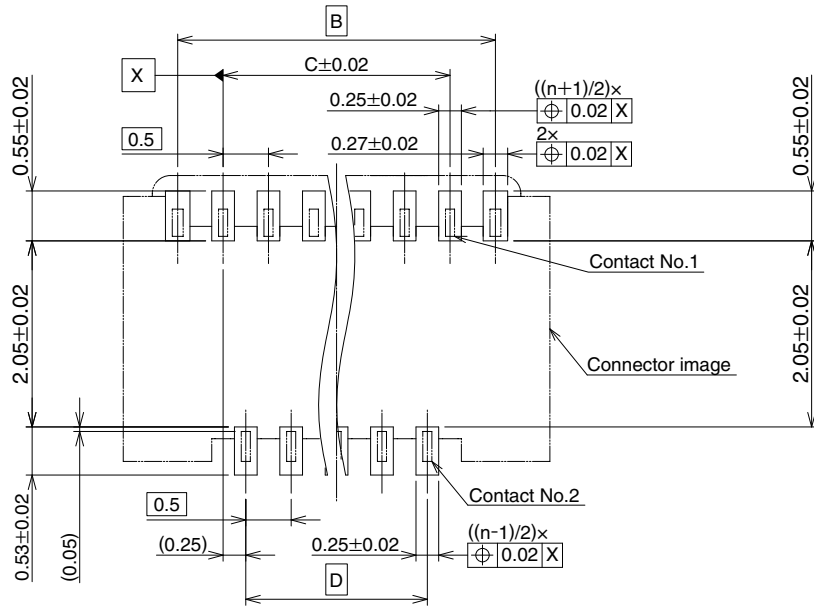 B
X
C±0.02
((n+1)/2)×
0.25±0.02
⌖ 0.02 X
0.55±0.02
0.55±0.02
0.5
0.27±0.02
2×
⌖ 0.02 X
Contact No.1
2.05±0.02
2.05±0.02
Connector image
0.53±0.02
(0.05)
0.5
Contact No.2
(0.25)
0.25±0.02
((n-1)/2)×
⌖ 0.02 X
D